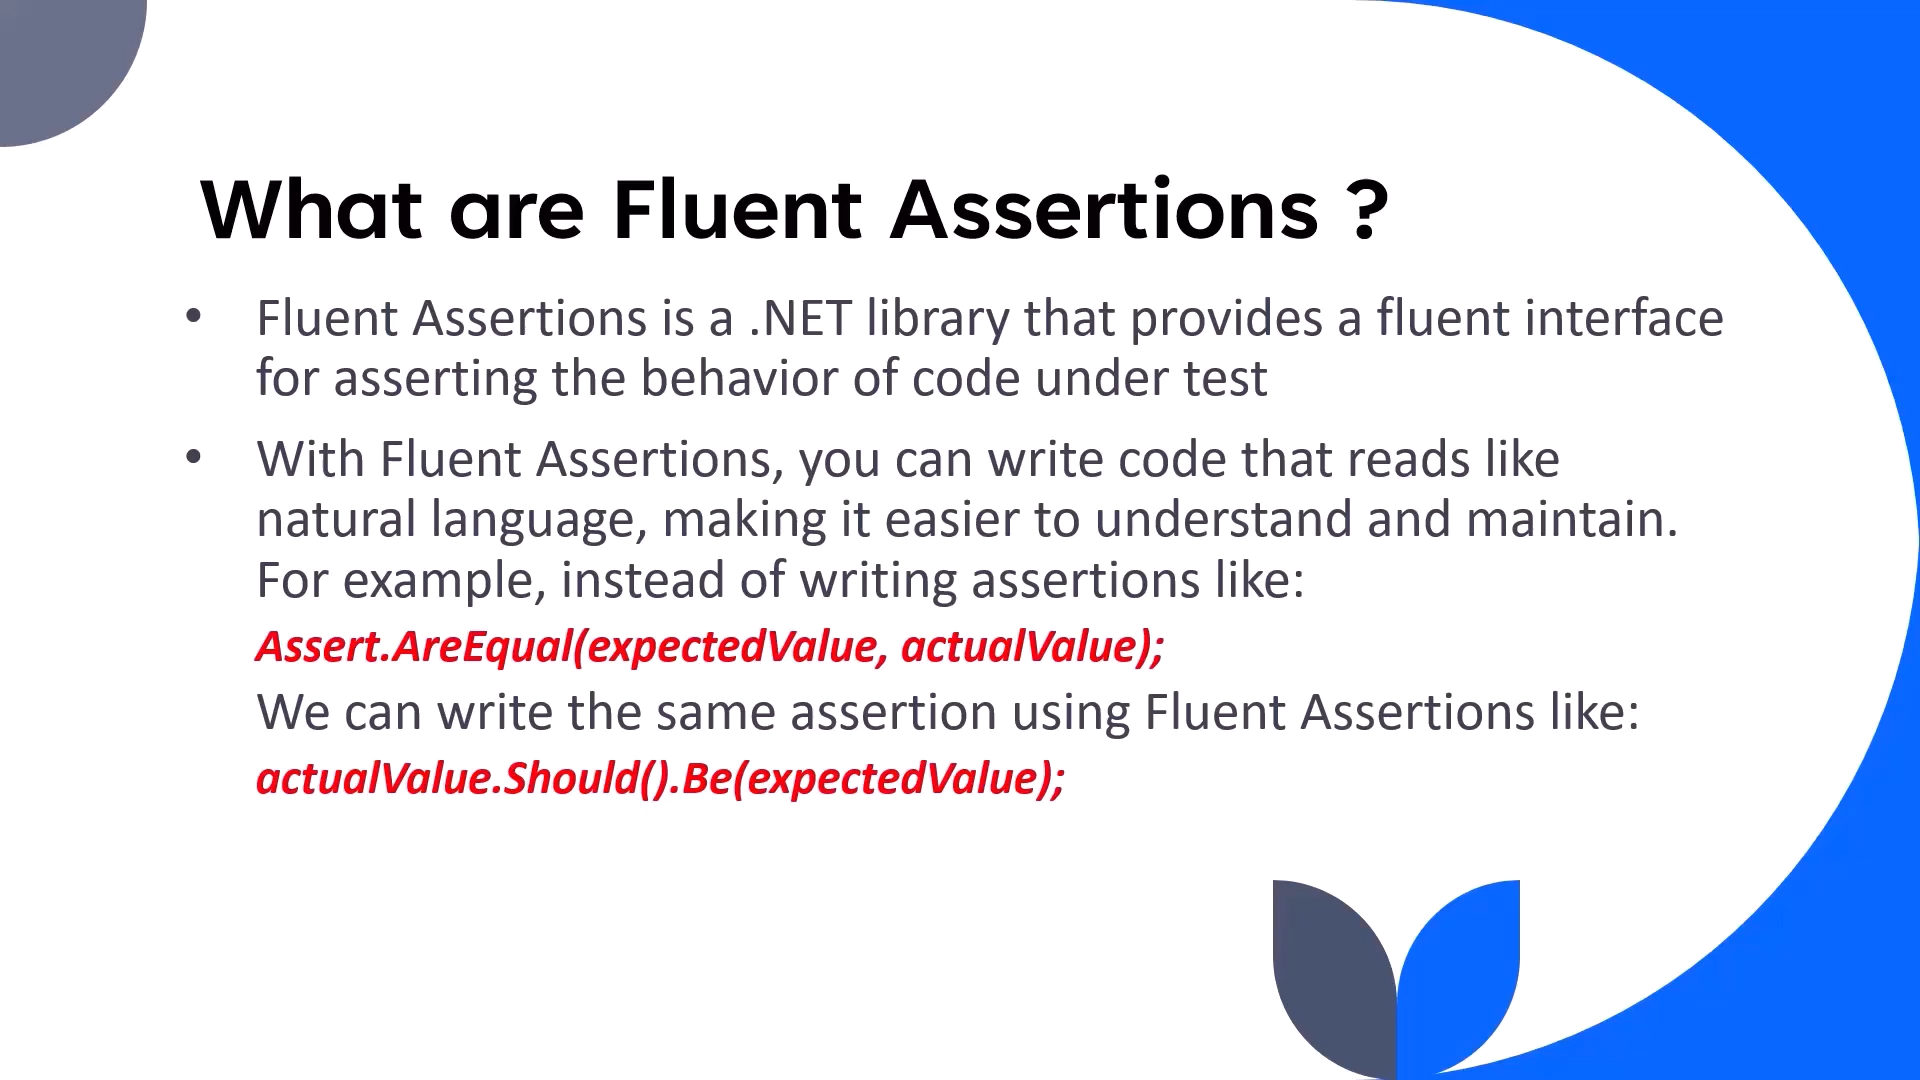 What are Fluent Assertions ?
• Fluent Assertions is a .NET library that provides a fluent interface
for asserting the behavior of code under test
• With Fluent Assertions, you can write code that reads like
natural language, making it easier to understand and maintain.
For example, instead of writing assertions like:
Assert.AreEqual(expectedValue, actualValue);
We can write the same assertion using Fluent Assertions like:
actualValue.Should().Be(expectedValue);